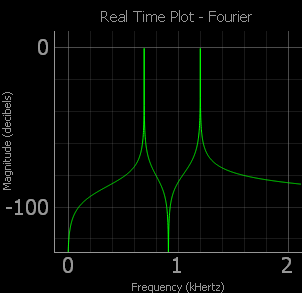 Real Time Plot - Fourier
0
-100
Magnitude (decibels)
0 1 2
Frequency (kHertz)